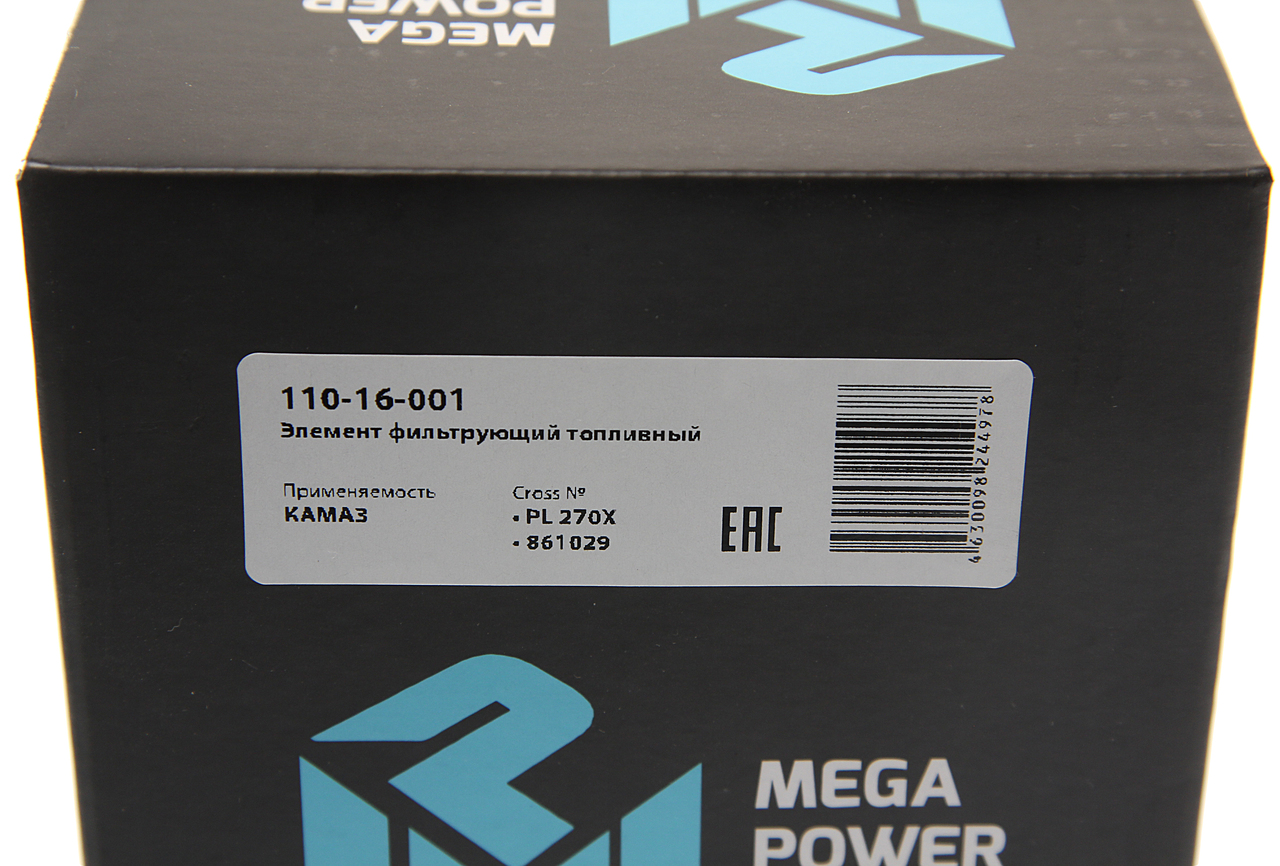 MEGA
POWER
110-16-001
Элемент фильтрующий топливный
Применяемость
КАМАЗ
Cross №
• PL 270X
• 861029
EAC
4630098244978
MEGA
POWER